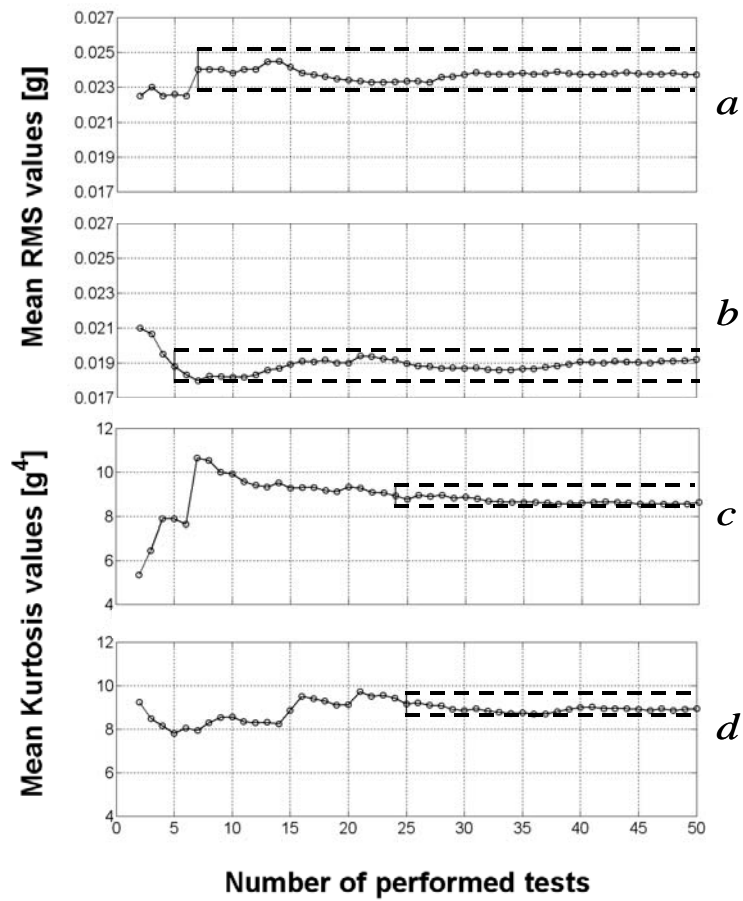 Mean RMS values [g]
0.027
0.025
0.023
0.021
0.019
0.017
a
0.027
0.025
0.023
0.021
0.019
0.017
b
Mean Kurtosis values [g⁴]
12
10
8
6
4
c
12
10
8
6
4
d
0 5 10 15 20 25 30 35 40 45 50
Number of performed tests